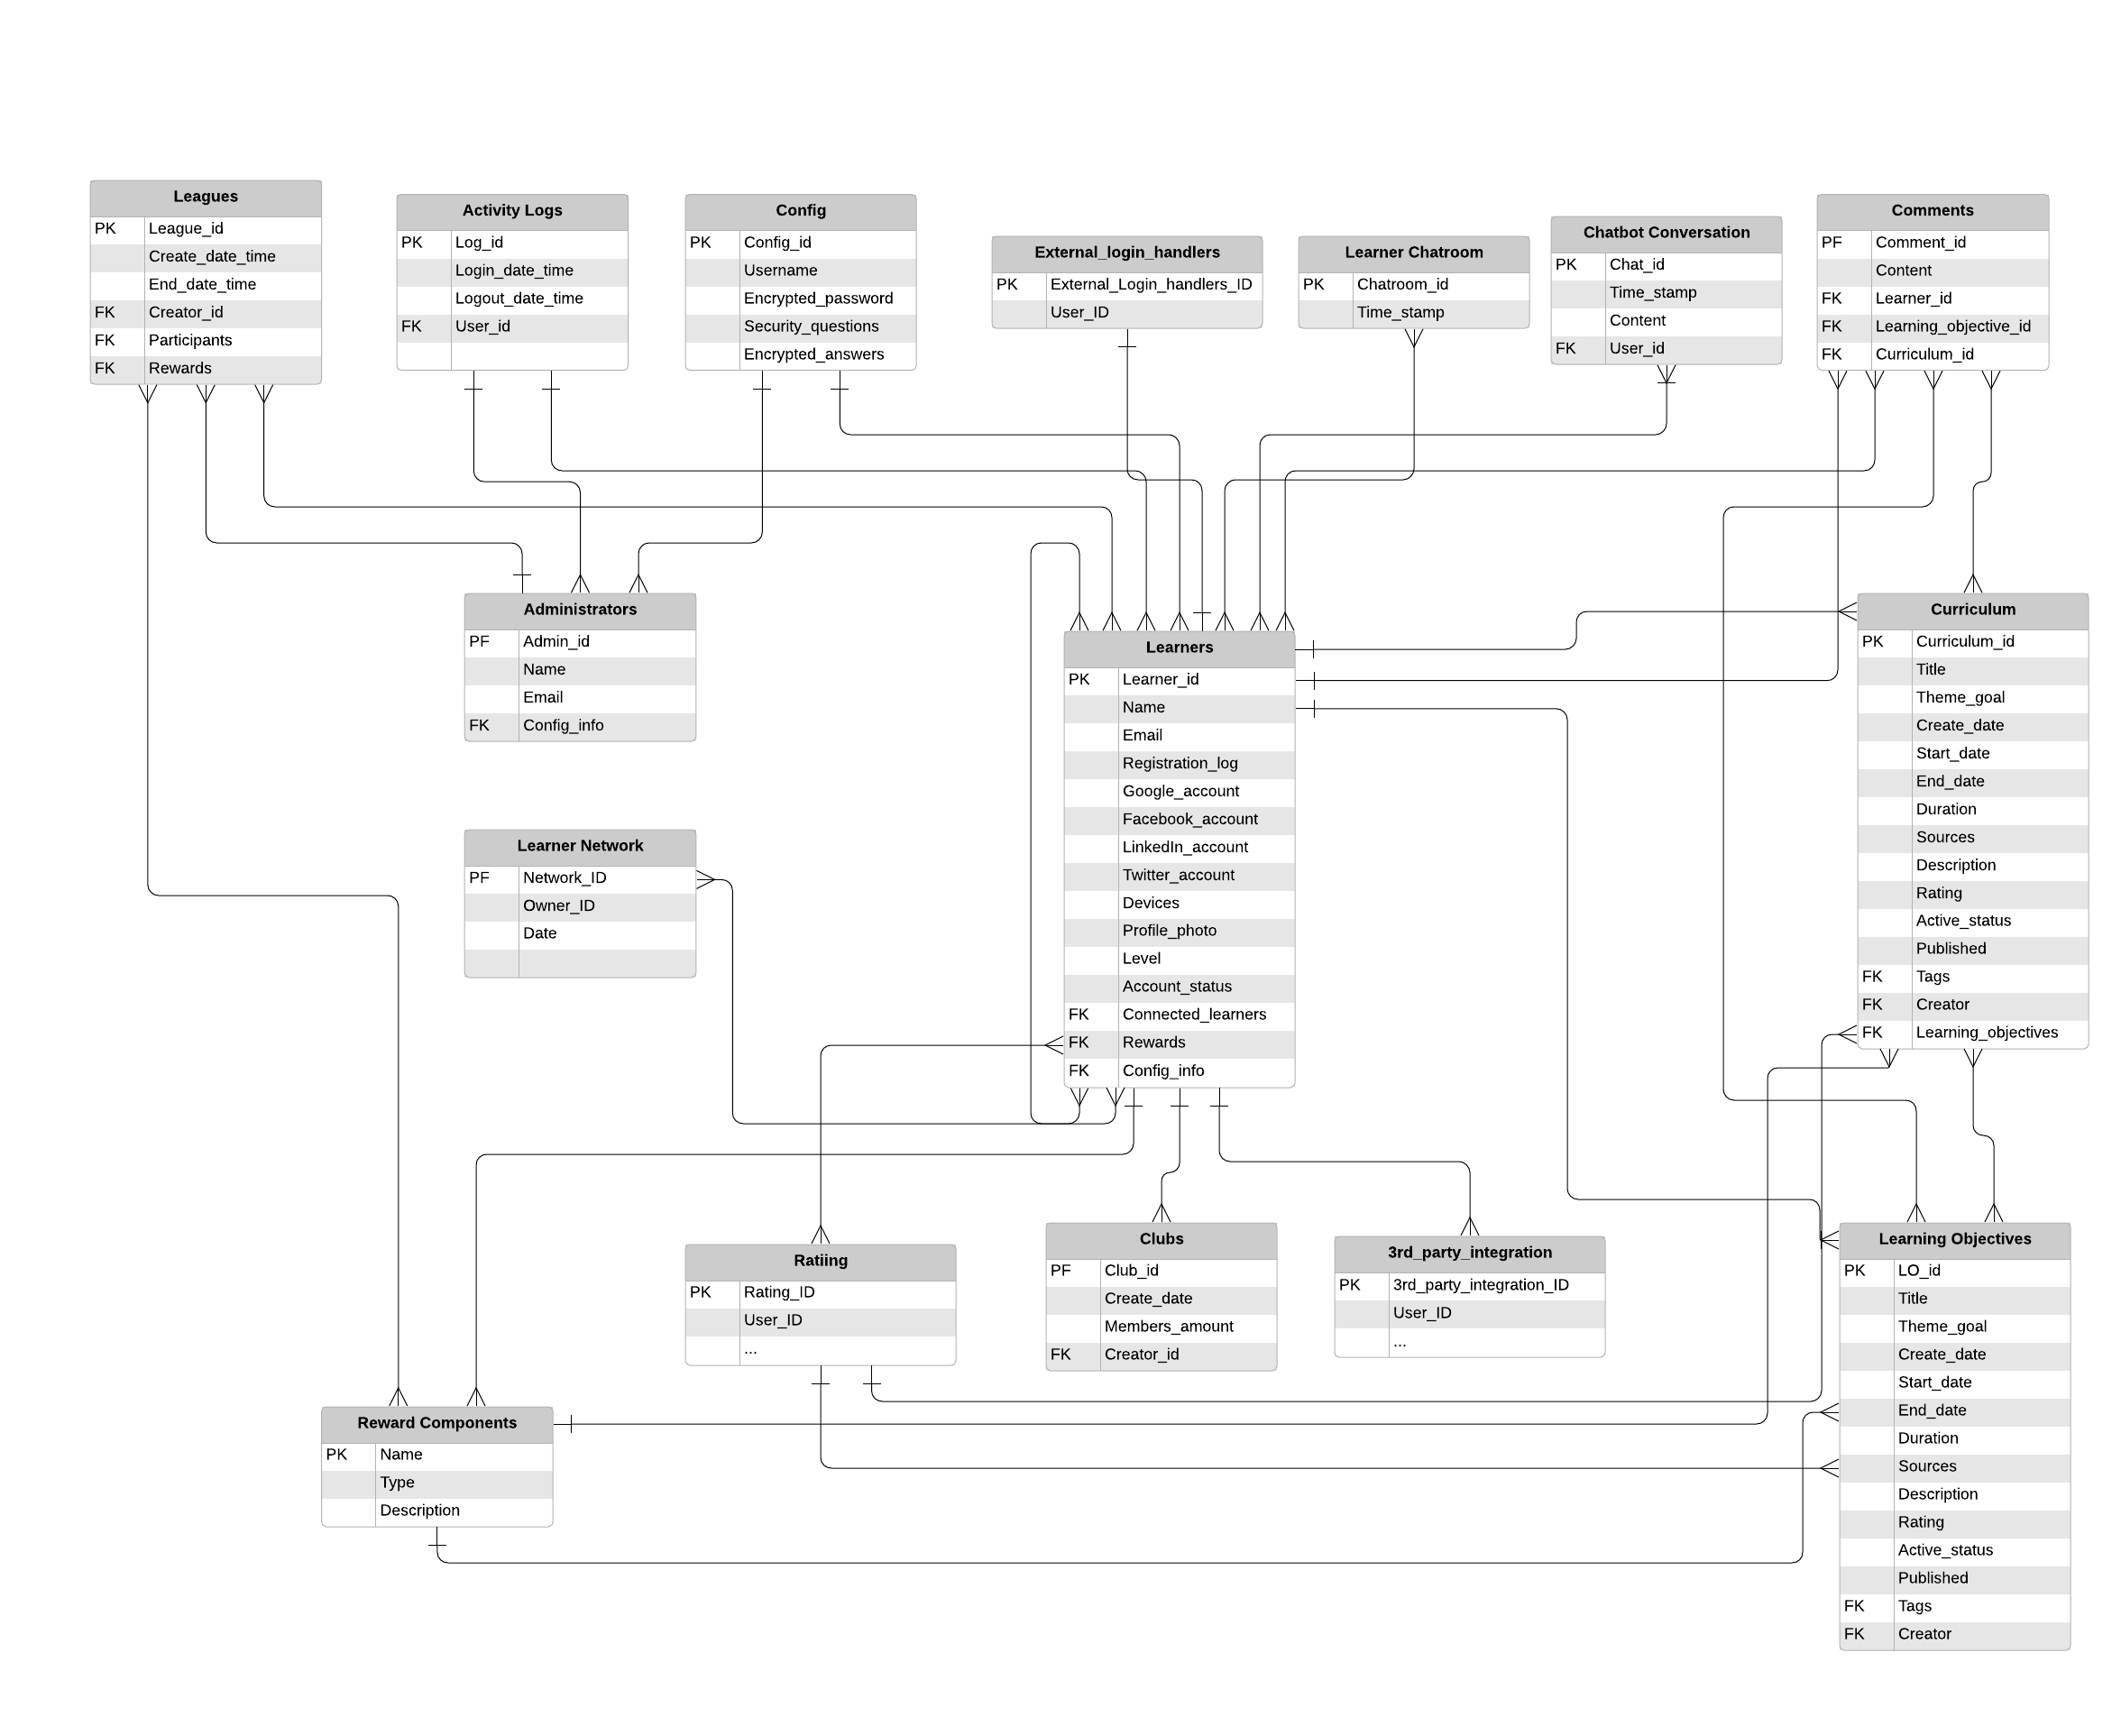 Leagues
PK League_id
Create_date_time
End_date_time
FK Creator_id
FK Participants
FK Rewards
Activity Logs
PK Log_id
Login_date_time
Logout_date_time
FK User_id
Config
PK Config_id
Username
Encrypted_password
Security_questions
Encrypted_answers
External_login_handlers
PK External_Login_handlers_ID
User_ID
Learner Chatroom
PK Chatroom_id
Time_stamp
Chatbot Conversation
PK Chat_id
Time_stamp
Content
FK User_id
Comments
PF Comment_id
Content
FK Learner_id
FK Learning_objective_id
FK Curriculum_id
Administrators
PF Admin_id
Name
Email
FK Config_info
Learners
PK Learner_id
Name
Email
Registration_log
Google_account
Facebook_account
LinkedIn_account
Twitter_account
Devices
Profile_photo
Level
Account_status
FK Connected_learners
FK Rewards
FK Config_info
Curriculum
PK Curriculum_id
Title
Theme_goal
Create_date
Start_date
End_date
Duration
Sources
Description
Rating
Active_status
Published
FK Tags
FK Creator
FK Learning_objectives
Learner Network
PF Network_ID
Owner_ID
Date
Ratiing
PK Rating_ID
User_ID
...
Clubs
PF Club_id
Create_date
Members_amount
FK Creator_id
3rd_party_integration
PK 3rd_party_integration_ID
User_ID
...
Learning Objectives
PK LO_id
Title
Theme_goal
Create_date
Start_date
End_date
Duration
Sources
Description
Rating
Active_status
Published
FK Tags
FK Creator
Reward Components
PK Name
Type
Description